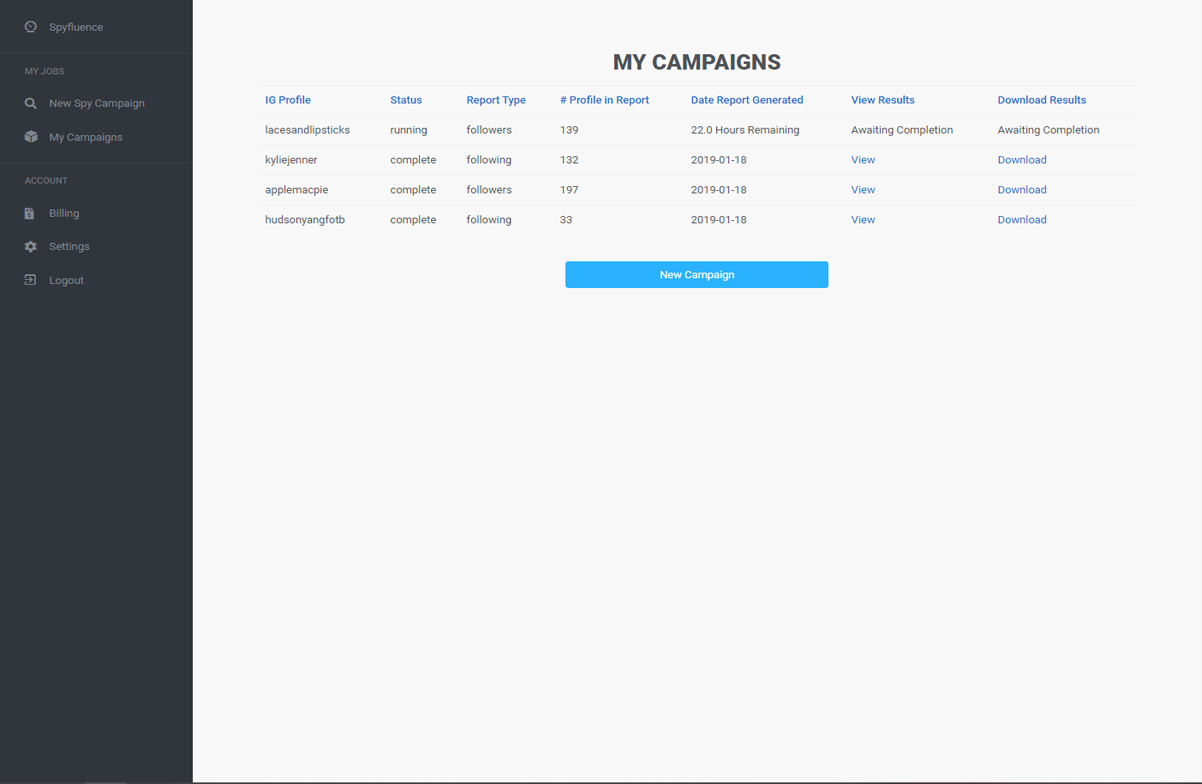 Spyfluence
MY JOBS
New Spy Campaign
My Campaigns
ACCOUNT
Billing
Settings
Logout
MY CAMPAIGNS
IG Profile Status Report Type # Profile in Report Date Report Generated View Results Download Results
lacesandlipsticks running followers 139 22.0 Hours Remaining Awaiting Completion Awaiting Completion
kyliejenner complete following 132 2019-01-18 View Download
applemacpie complete followers 197 2019-01-18 View Download
hudsonyangfotb complete following 33 2019-01-18 View Download
New Campaign